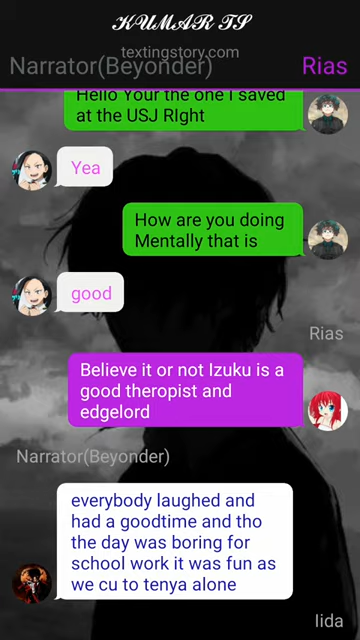 KUMAR TS
textingstory.com
Narrator(Beyonder) Rias
Hello Your the one I saved
at the USJ RIght
Yea
How are you doing
Mentally that is
good
Rias
Believe it or not Izuku is a
good theropist and
edgelord
Narrator(Beyonder)
everybody laughed and
had a goodtime and tho
the day was boring for
school work it was fun as
we cu to tenya alone
Iida